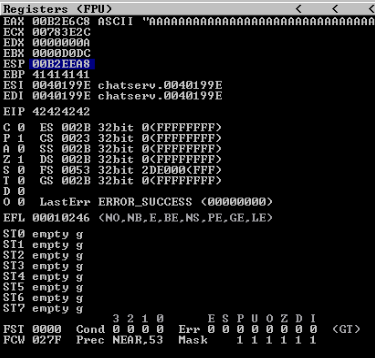 Registers (FPU) < < <
EAX 00B2E6C8 ASCII "AAAAAAAAAAAAAAAAAAAAAAAAAAAAAAAA
ECX 00783E2C
EDX 0000000A
EBX 0000D0DC
ESP 00B2EEA8
EBP 41414141
ESI 0040199E chatserv.0040199E
EDI 0040199E chatserv.0040199E
EIP 42424242
C 0 ES 002B 32bit 0(FFFFFFFF)
P 1 CS 0023 32bit 0(FFFFFFFF)
A 0 SS 002B 32bit 0(FFFFFFFF)
Z 1 DS 002B 32bit 0(FFFFFFFF)
S 0 FS 0053 32bit 2DE000(FFF)
T 0 GS 002B 32bit 0(FFFFFFFF)
D 0
O 0 LastErr ERROR_SUCCESS (00000000)
EFL 00010246 (NO,NB,E,BE,NS,PE,GE,LE)
ST0 empty g
ST1 empty g
ST2 empty g
ST3 empty g
ST4 empty g
ST5 empty g
ST6 empty g
ST7 empty g
3 2 1 0 E S P U O Z D I
FST 0000 Cond 0 0 0 0 Err 0 0 0 0 0 0 0 0 (GT)
FCW 027F Prec NEAR,53 Mask 1 1 1 1 1 1